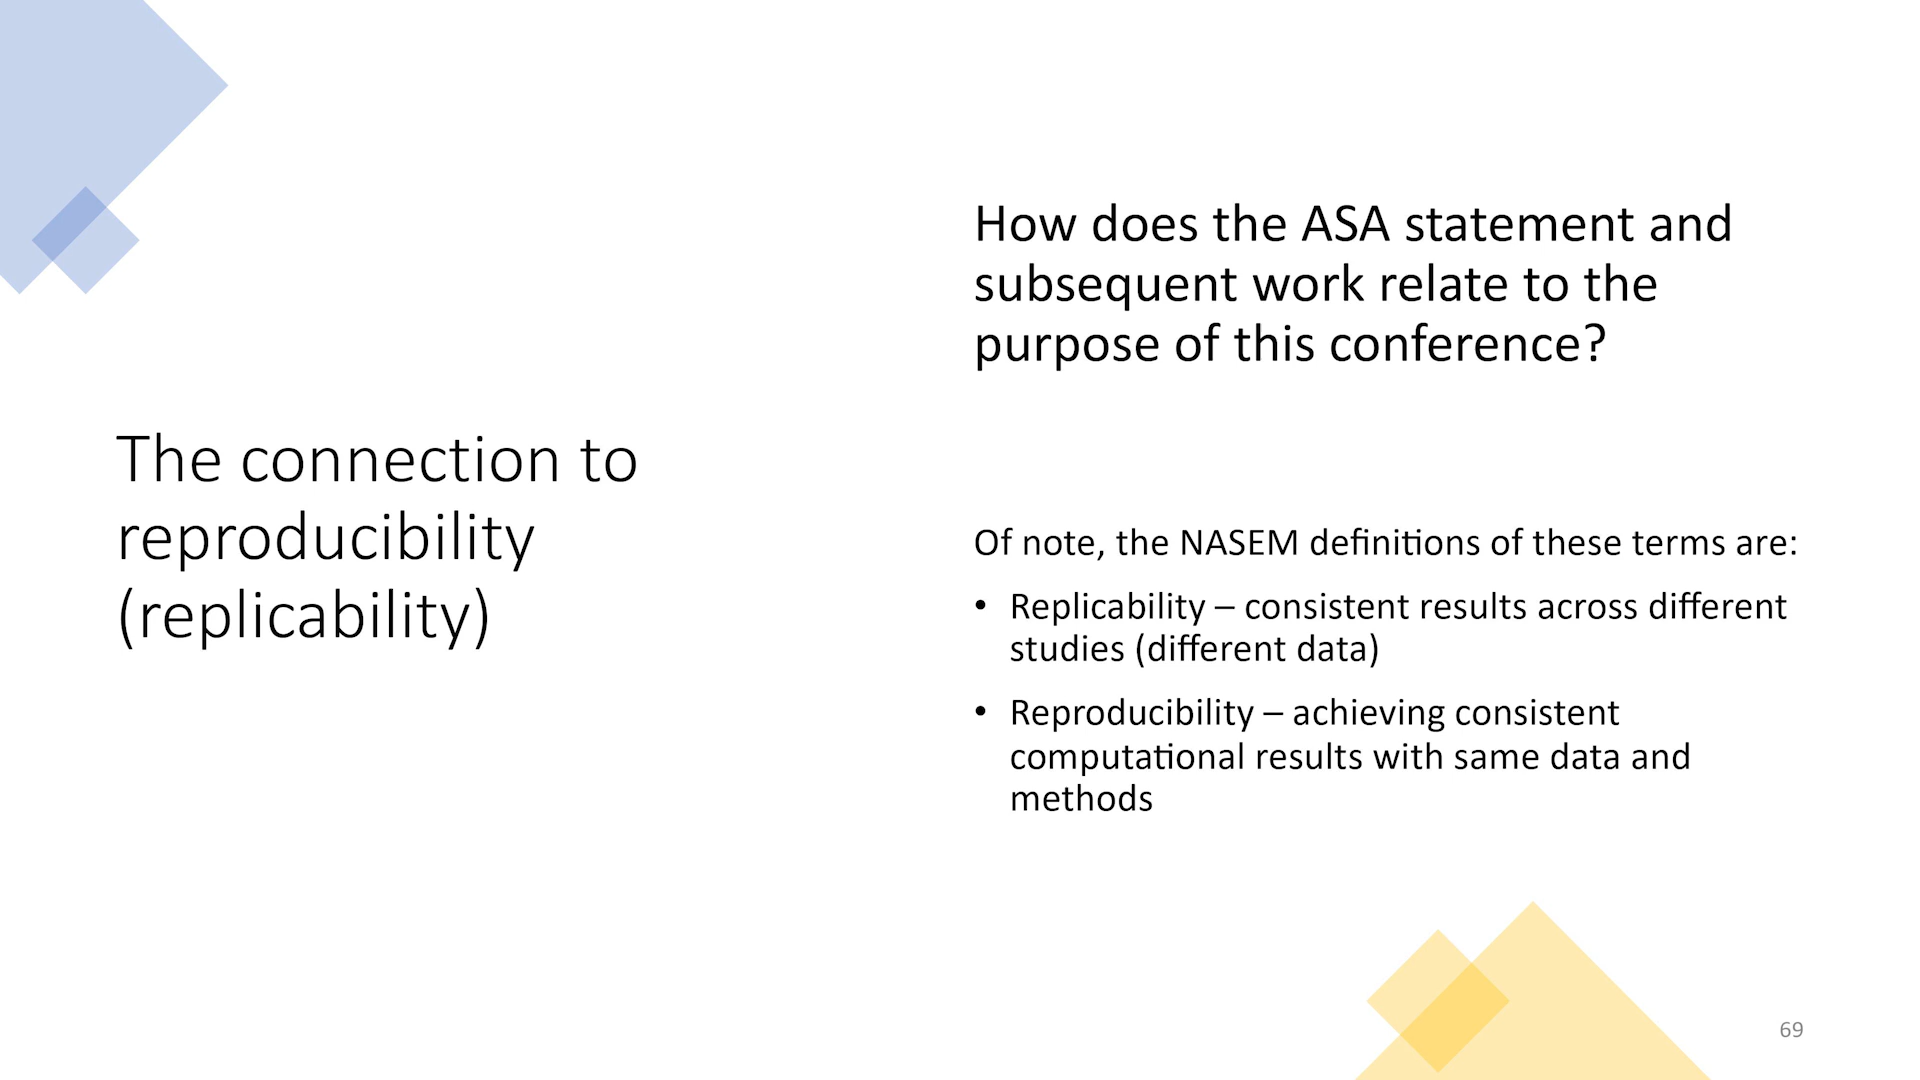 The connection to
reproducibility
(replicability)
How does the ASA statement and
subsequent work relate to the
purpose of this conference?
Of note, the NASEM definitions of these terms are:
• Replicability – consistent results across different
studies (different data)
• Reproducibility – achieving consistent
computational results with same data and
methods
69